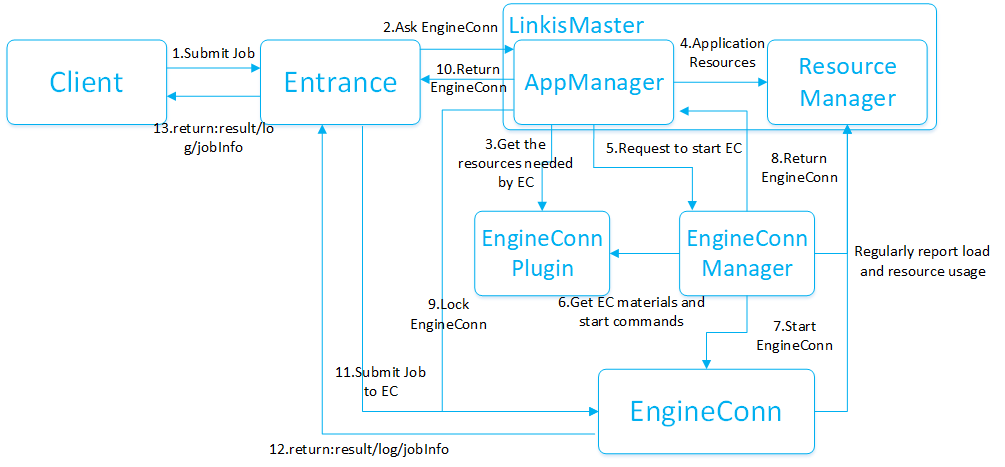 LinkisMaster
2.Ask EngineConn
1.Submit Job
4.Application
Resources
Client
Entrance
10.Return
EngineConn
AppManager
Resource
Manager
13.return:result/lo
g/jobInfo
3.Get the
resources needed
by EC
5.Request to start EC
8.Return
EngineConn
EngineConn
Plugin
EngineConn
Manager
Regularly report load
and resource usage
9.Lock
EngineConn
6.Get EC materials and
start commands
7.Start
EngineConn
11.Submit Job
to EC
EngineConn
12.return:result/log/jobInfo